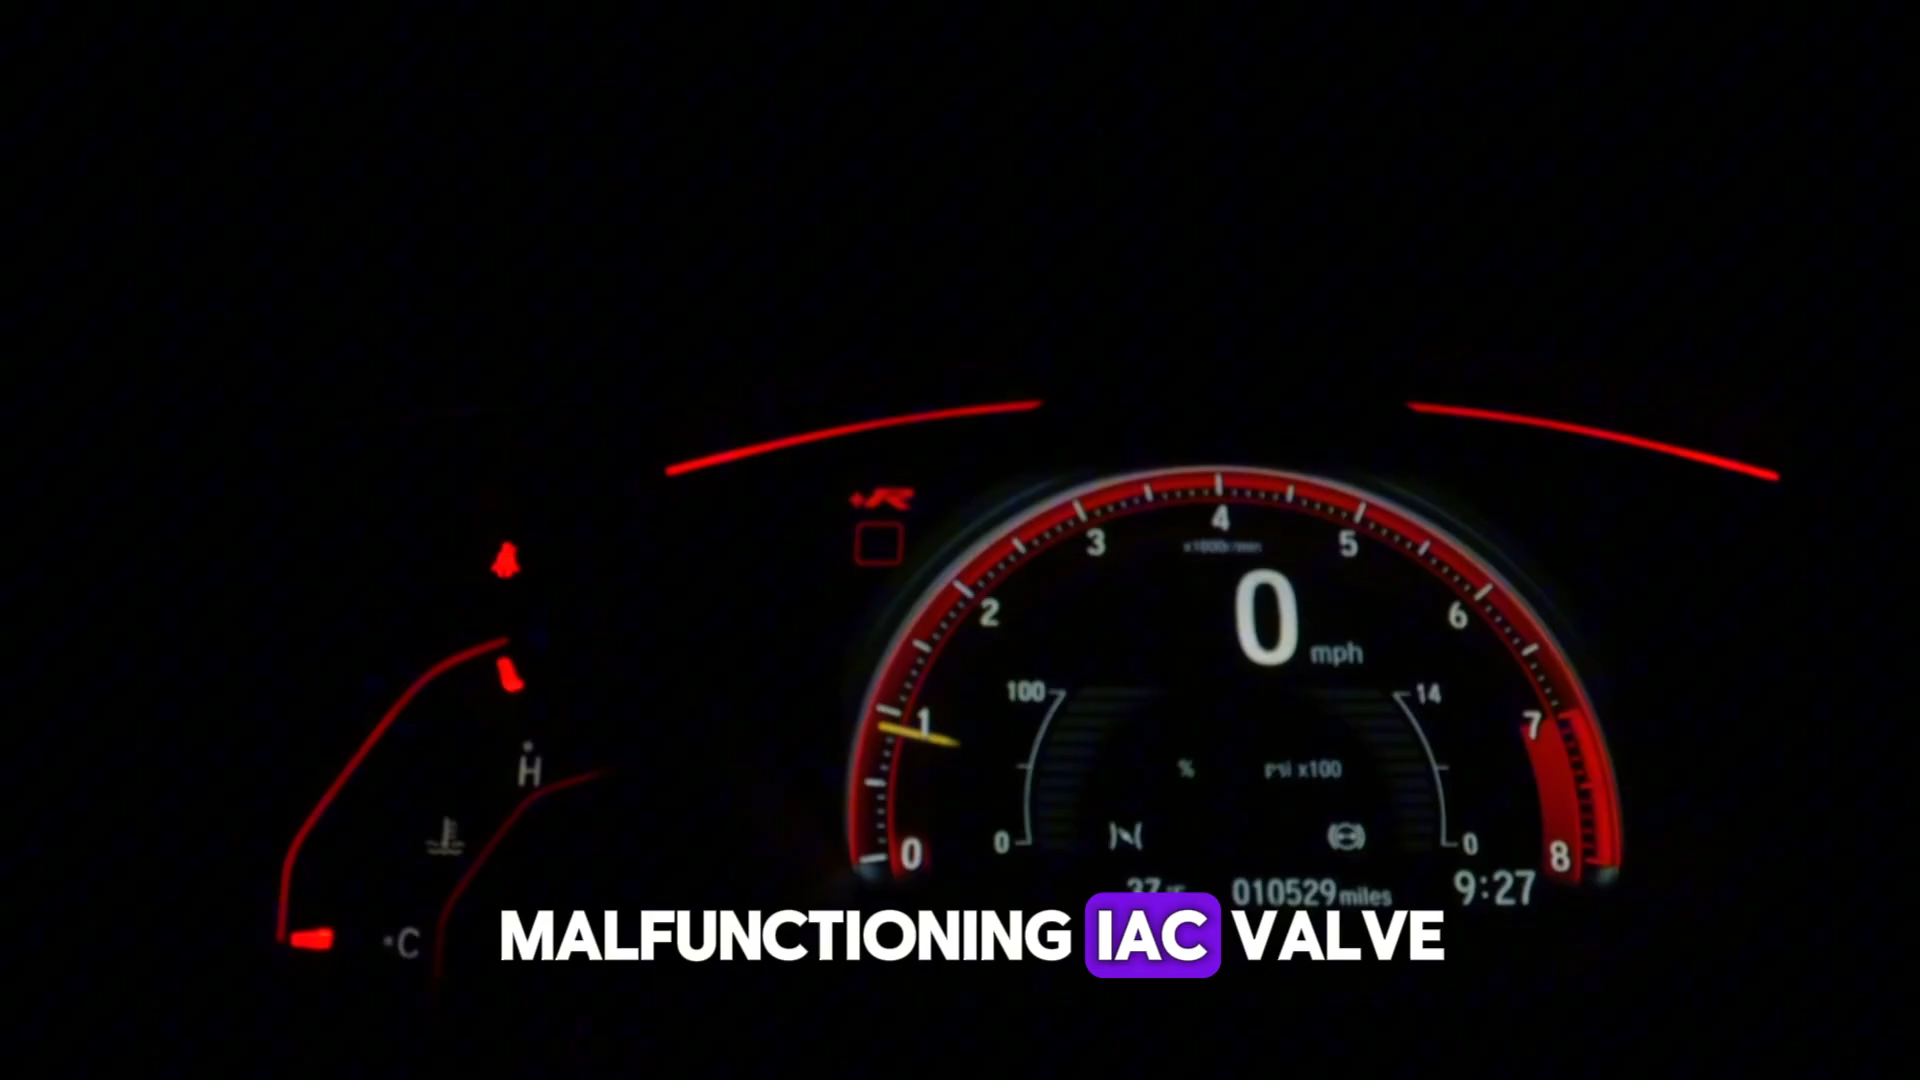 +R
4
3
5
x1000r/min
2
6
0 mph
100
14
1
7
H
% psi x100
0
0
0
8
010529 miles
9:27
C
MALFUNCTIONING IAC VALVE